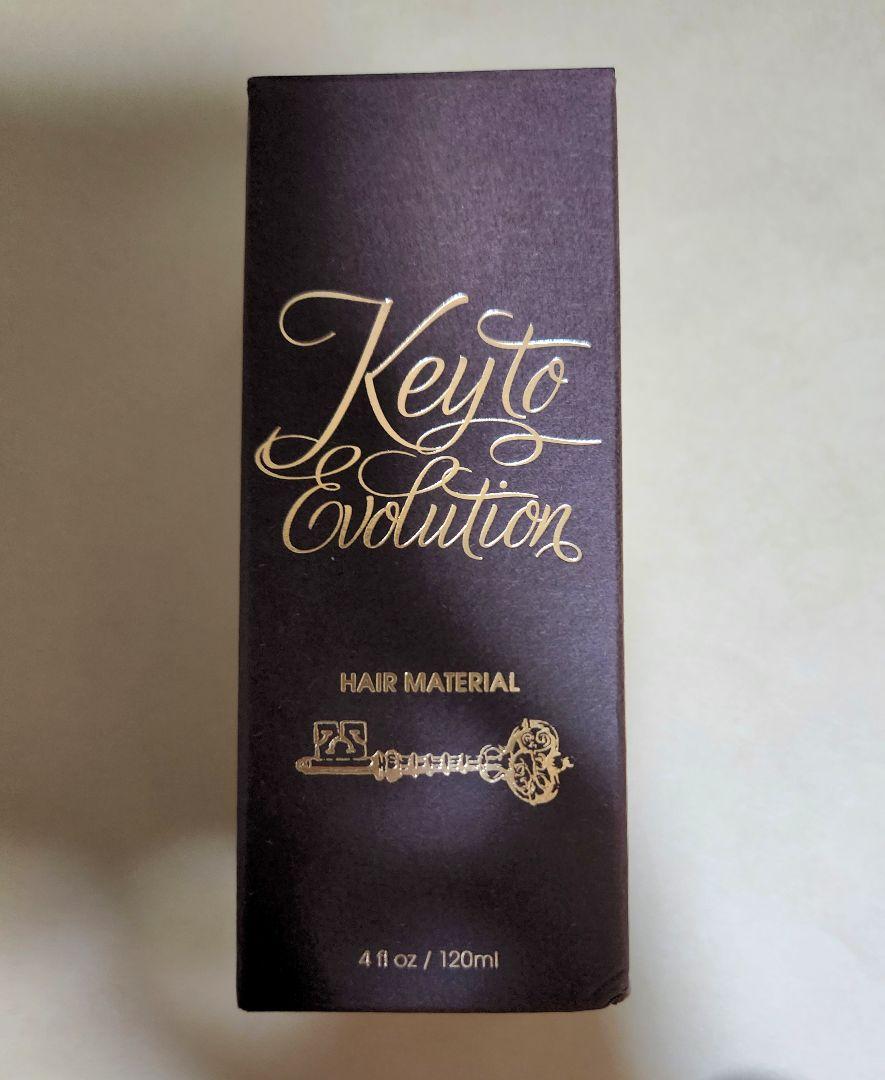 Key to
Evolution
HAIR MATERIAL
4 fl oz / 120ml